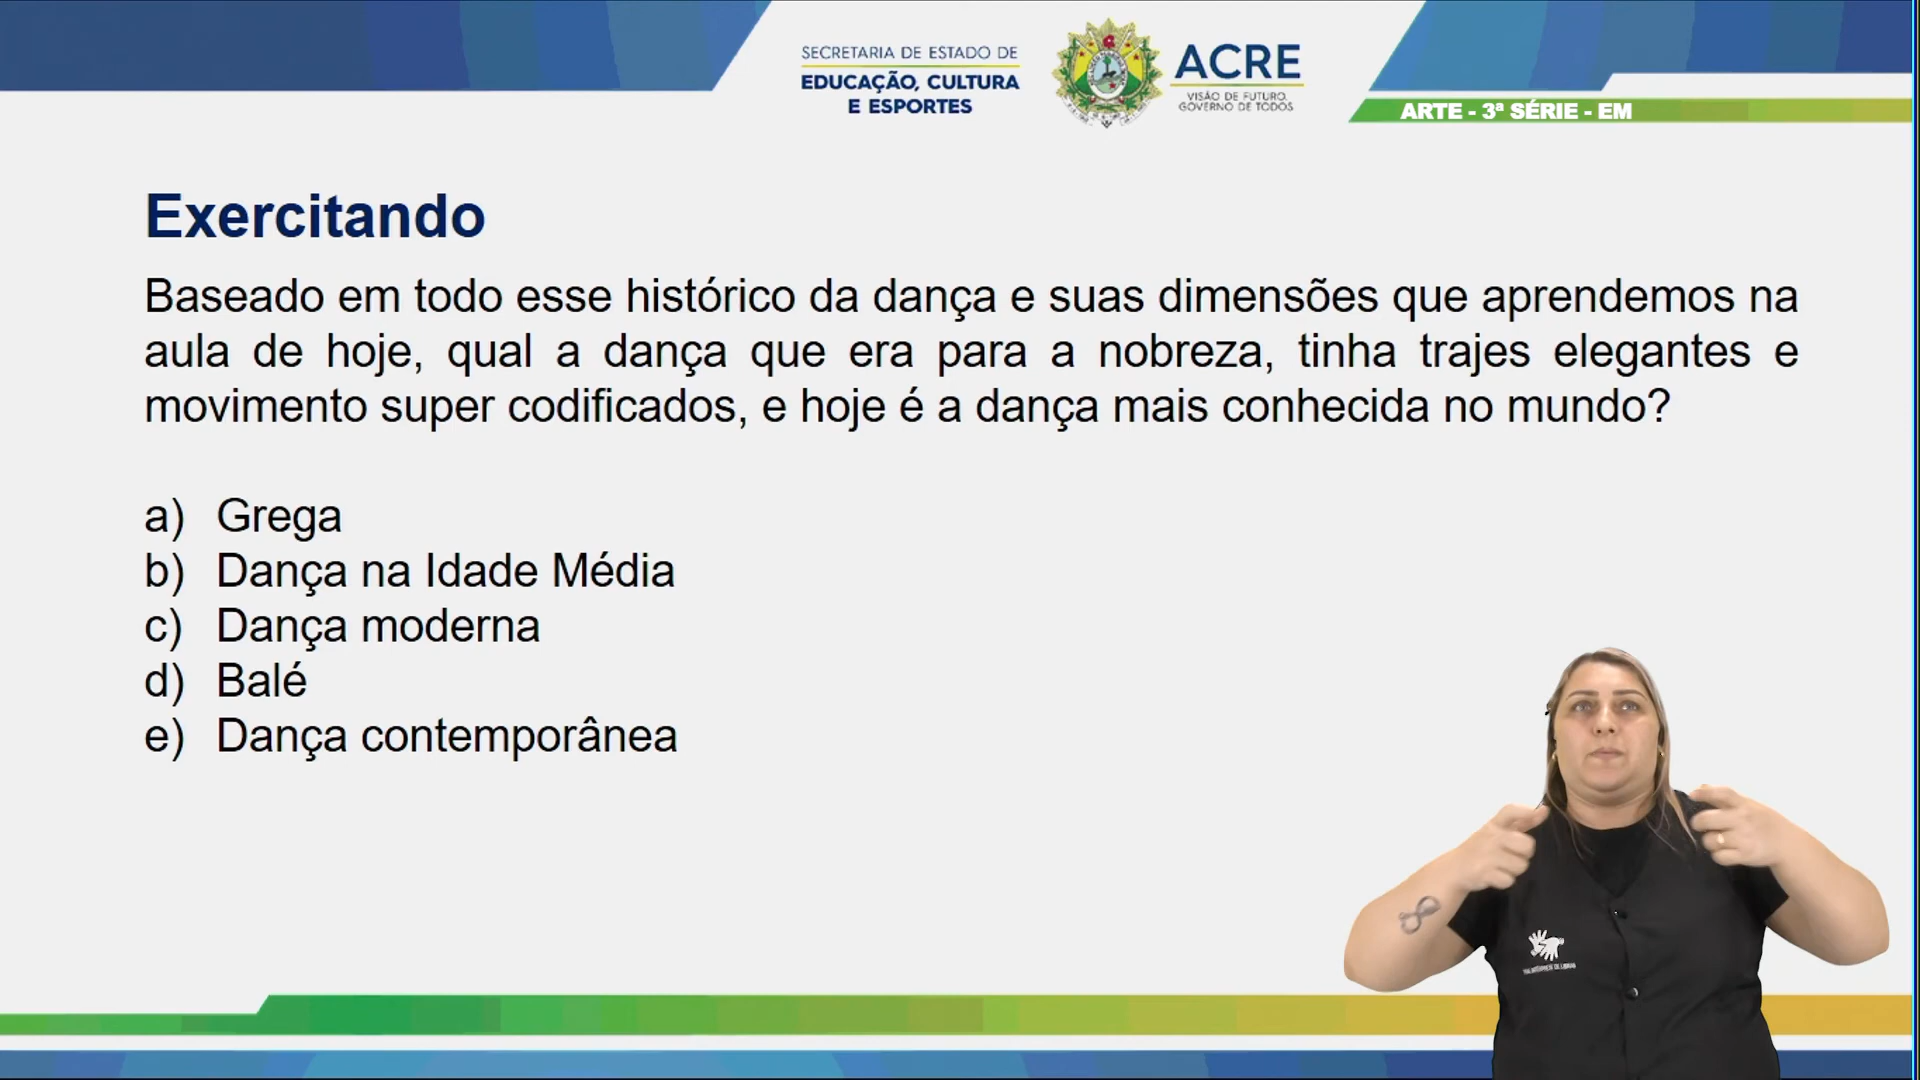 SECRETARIA DE ESTADO DE
EDUCAÇÃO, CULTURA
E ESPORTES
ACRE
VISÃO DE FUTURO.
GOVERNO DE TODOS
ARTE - 3ª SÉRIE - EM
Exercitando
Baseado em todo esse histórico da dança e suas dimensões que aprendemos na
aula de hoje, qual a dança que era para a nobreza, tinha trajes elegantes e
movimento super codificados, e hoje é a dança mais conhecida no mundo?
a) Grega
b) Dança na Idade Média
c) Dança moderna
d) Balé
e) Dança contemporânea